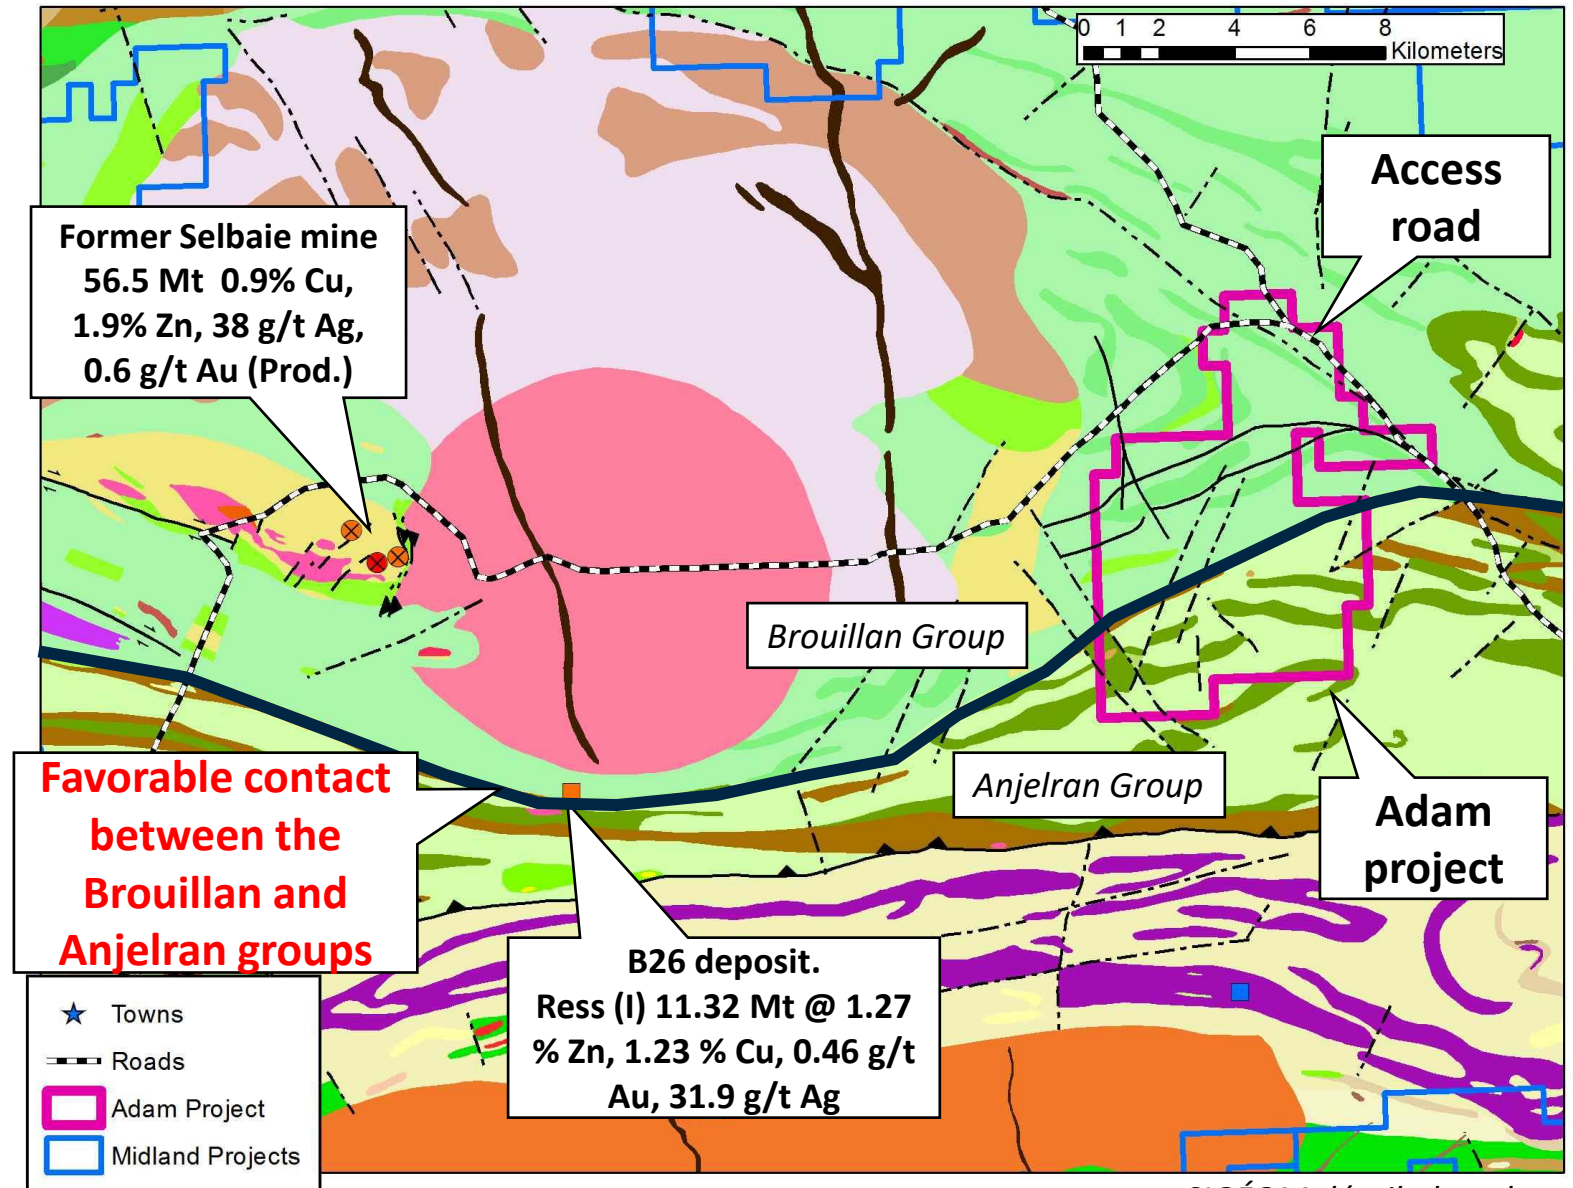 0 1 2 4 6 8
Kilometers
Access
road
Former Selbaie mine
56.5 Mt 0.9% Cu,
1.9% Zn, 38 g/t Ag,
0.6 g/t Au (Prod.)
Brouillan Group
Anjelran Group
Favorable contact
between the
Brouillan and
Anjelran groups
Adam
project
B26 deposit.
Ress (I) 11.32 Mt @ 1.27
% Zn, 1.23 % Cu, 0.46 g/t
Au, 31.9 g/t Ag
Towns
Roads
Adam Project
Midland Projects